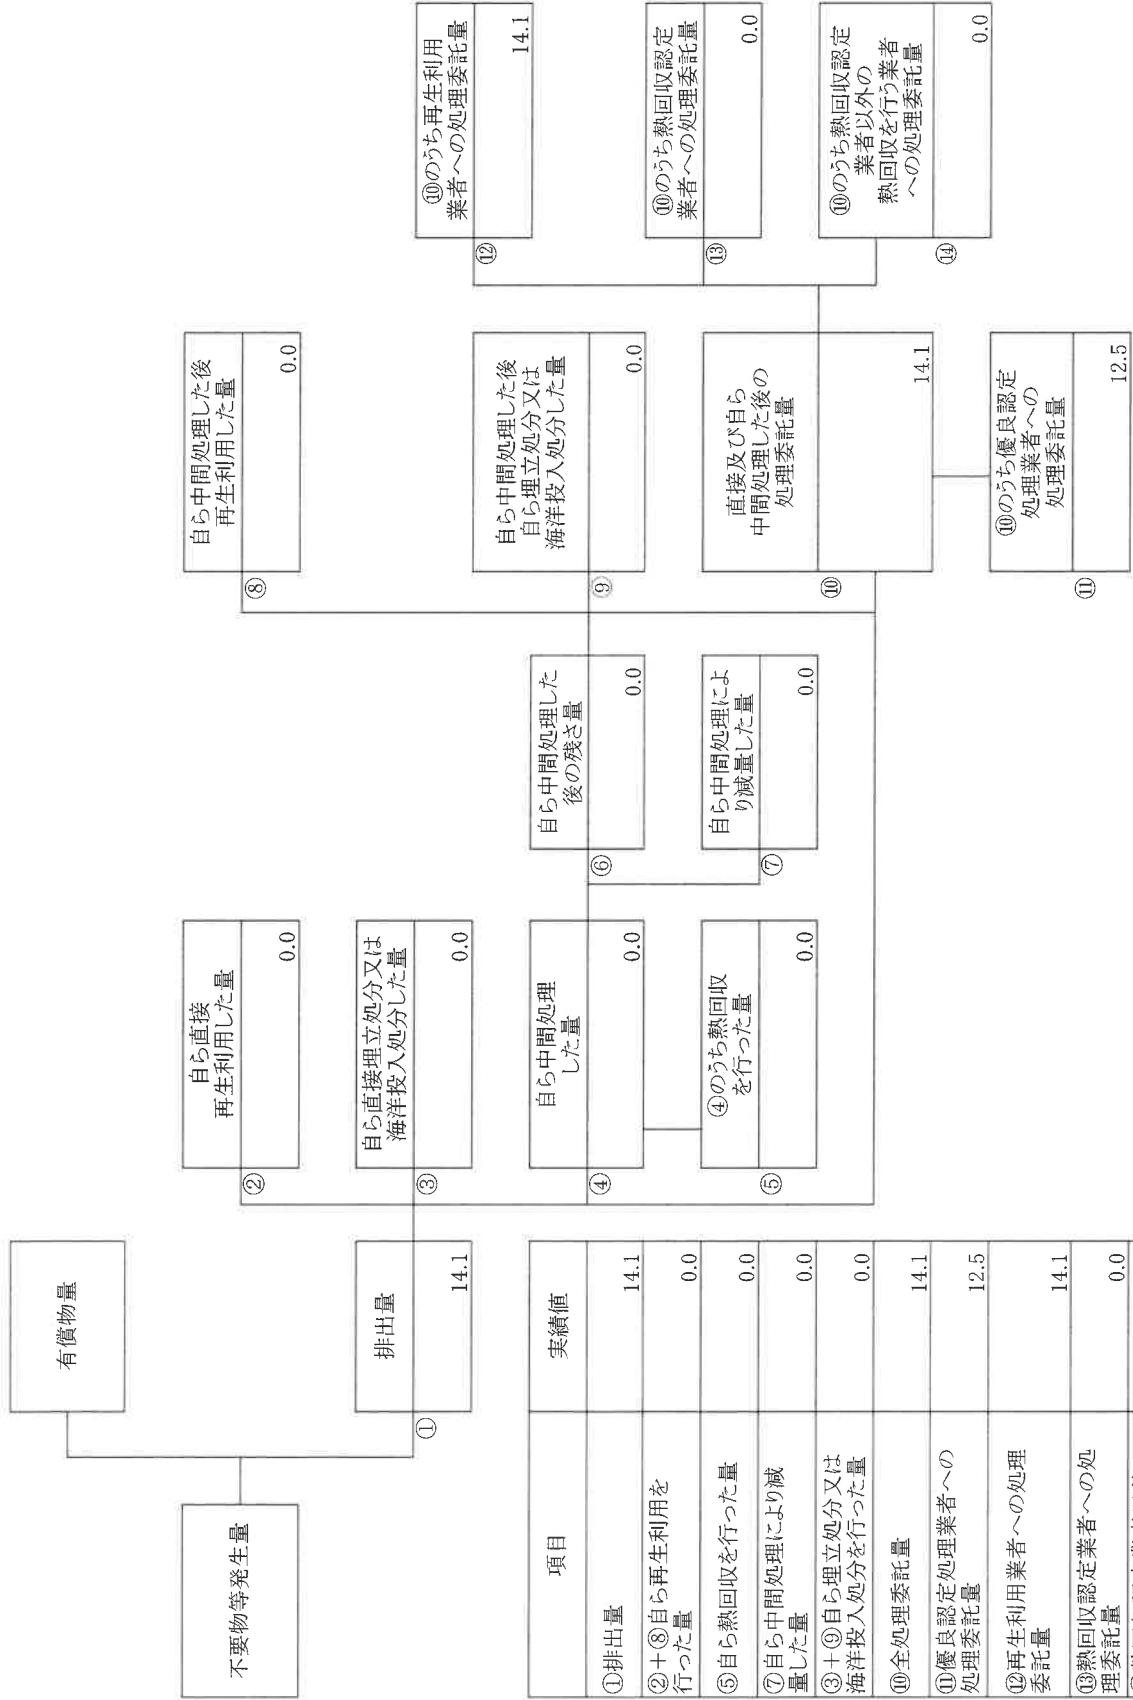 不要物等発生量
有償物量
①
排出量
14.1
②
自ら直接
再生利用した量
0.0
③
自ら直接埋立処分又は
海洋投入処分した量
0.0
④
自ら中間処理
した量
0.0
⑤
④のうち熱回収
を行った量
0.0
⑥
自ら中間処理した
後の残さ量
0.0
⑦
自ら中間処理によ
り減量した量
0.0
⑧
自ら中間処理した後
再生利用した量
0.0
⑨
自ら中間処理した後
自ら埋立処分又は
海洋投入処分した量
0.0
⑩
直接及び自ら
中間処理した後の
処理委託量
14.1
⑪
⑩のうち優良認定
処理業者への
処理委託量
12.5
⑫
⑩のうち再生利用
業者への処理委託量
14.1
⑬
⑩のうち熱回収認定
業者への処理委託量
0.0
⑭
⑩のうち熱回収認定
業者以外の
熱回収を行う業者
への処理委託量
0.0
項目
実績値
①排出量
14.1
②+⑧自ら再生利用を
行った量
0.0
⑤自ら熱回収を行った量
0.0
⑦自ら中間処理により減
量した量
0.0
③+⑨自ら埋立処分又は
海洋投入処分を行った量
0.0
⑩全処理委託量
14.1
⑪優良認定処理業者への
処理委託量
12.5
⑫再生利用業者への処理
委託量
14.1
⑬熱回収認定業者への処
理委託量
0.0